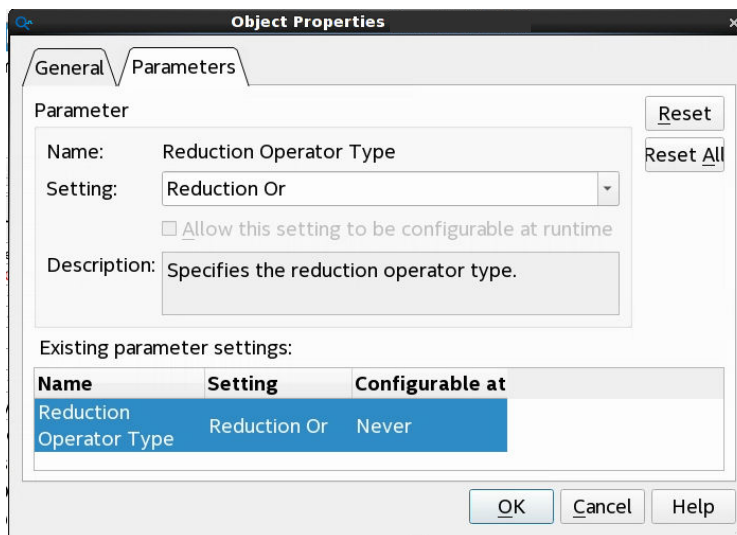 Object Properties
General Parameters
Parameter
Reset
Name: Reduction Operator Type
Reset All
Setting: Reduction Or
Allow this setting to be configurable at runtime
Description: Specifies the reduction operator type.
Existing parameter settings:
Name Setting Configurable at
Reduction
Operator Type Reduction Or Never
OK Cancel Help